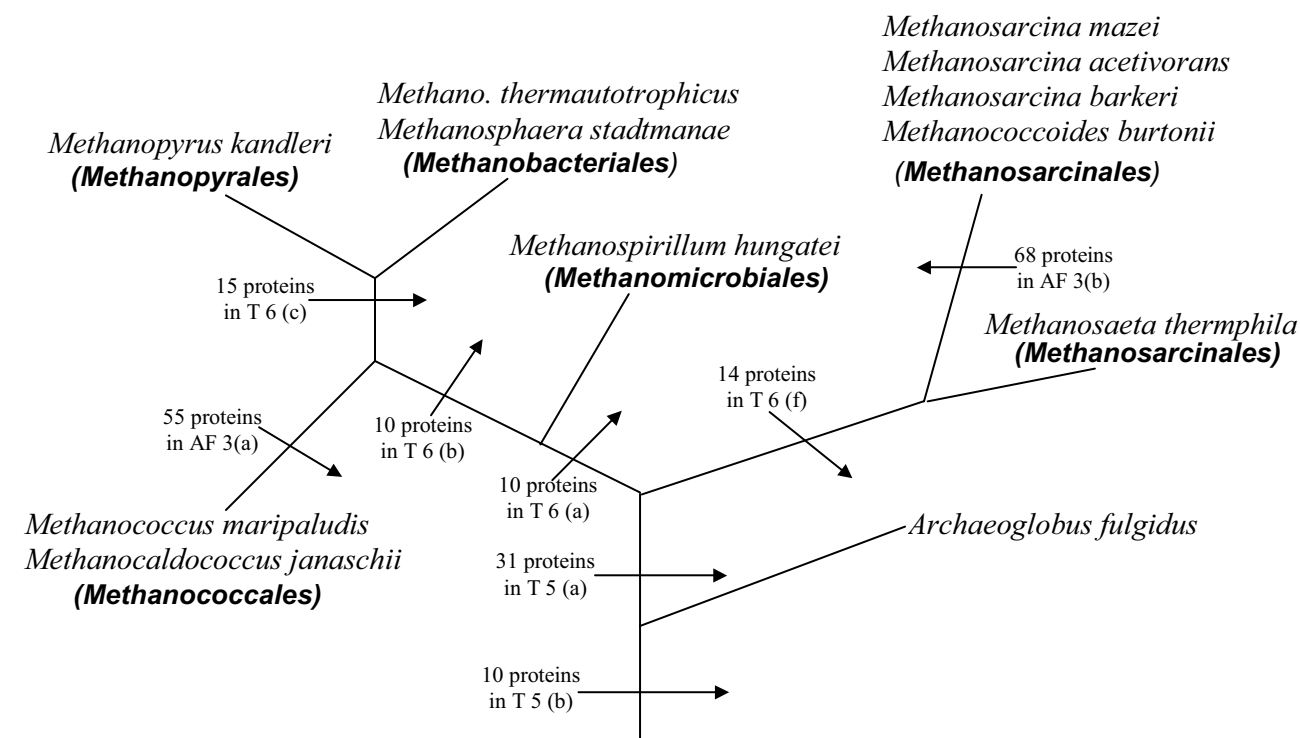 Methanosarcina mazei
Methanosarcina acetivorans
Methanosarcina barkeri
Methanococcoides burtonii
(Methanosarcinales)
Methano. thermautotrophicus
Methanosphaera stadtmanae
(Methanobacteriales)
Methanopyrus kandleri
(Methanopyrales)
Methanospirillum hungatei
(Methanomicrobiales)
68 proteins
in AF 3(b)
15 proteins
in T 6 (c)
Methanosaeta thermphila
(Methanosarcinales)
14 proteins
in T 6 (f)
55 proteins
in AF 3(a)
10 proteins
in T 6 (b)
10 proteins
in T 6 (a)
Methanococcus maripaludis
Methanocaldococcus janaschii
(Methanococcales)
Archaeoglobus fulgidus
31 proteins
in T 5 (a)
10 proteins
in T 5 (b)